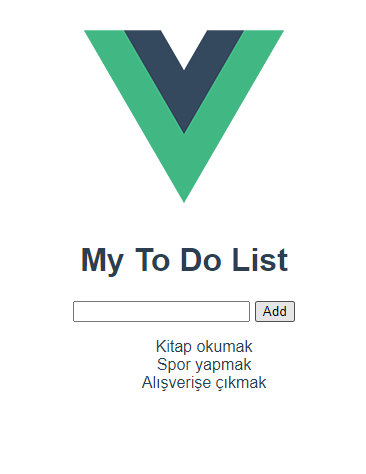 My To Do List
Add
Kitap okumak
Spor yapmak
Alışverişe çıkmak